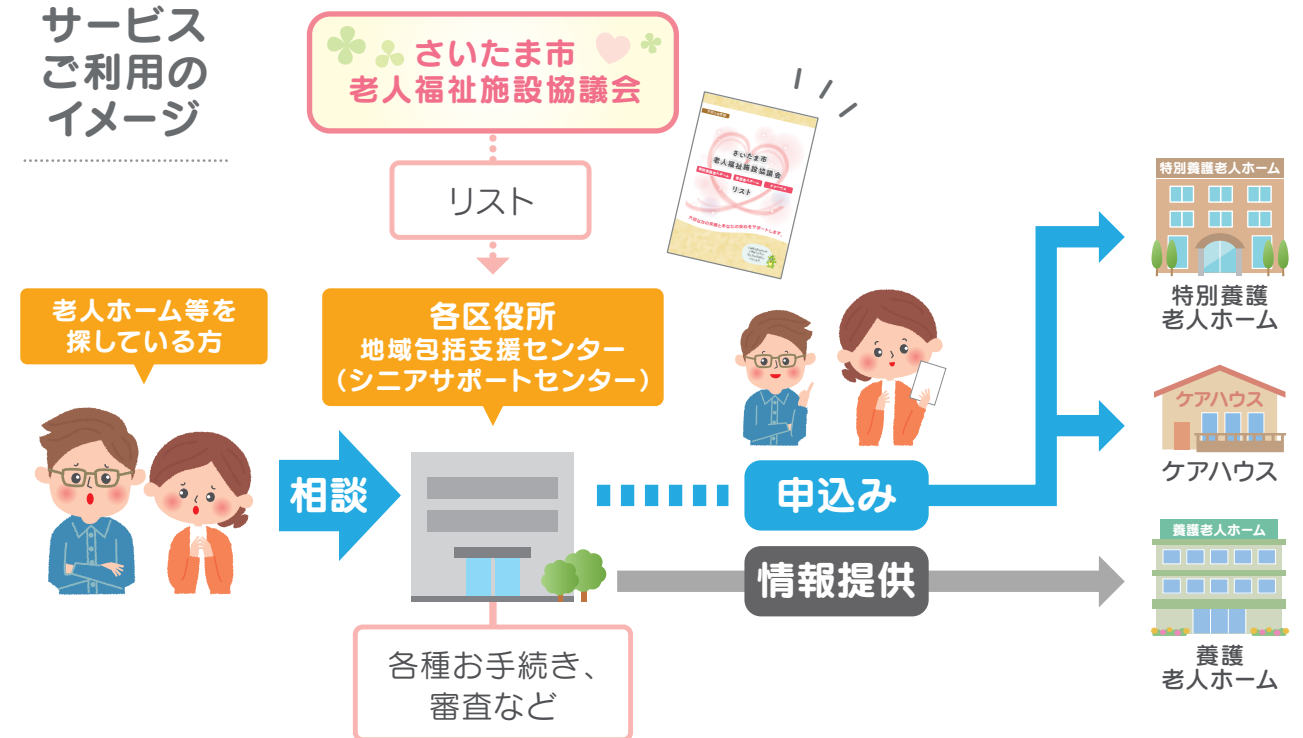 サービス
ご利用の
イメージ
さいたま市
老人福祉施設協議会
リスト
さいたま市
老人福祉施設協議会
リスト
老人ホーム等を
探している方
各区役所
地域包括支援センター
（シニアサポートセンター）
相談
申込み
情報提供
各種お手続き、
審査など
特別養護老人ホーム
特別養護
老人ホーム
ケアハウス
ケアハウス
養護老人ホーム
養護
老人ホーム